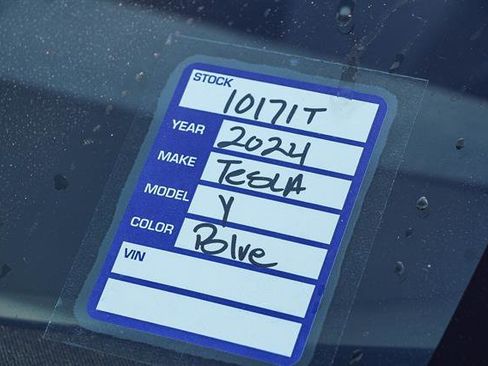 STOCK 10171T
YEAR 2024
MAKE TESLA
MODEL Y
COLOR Blue
VIN